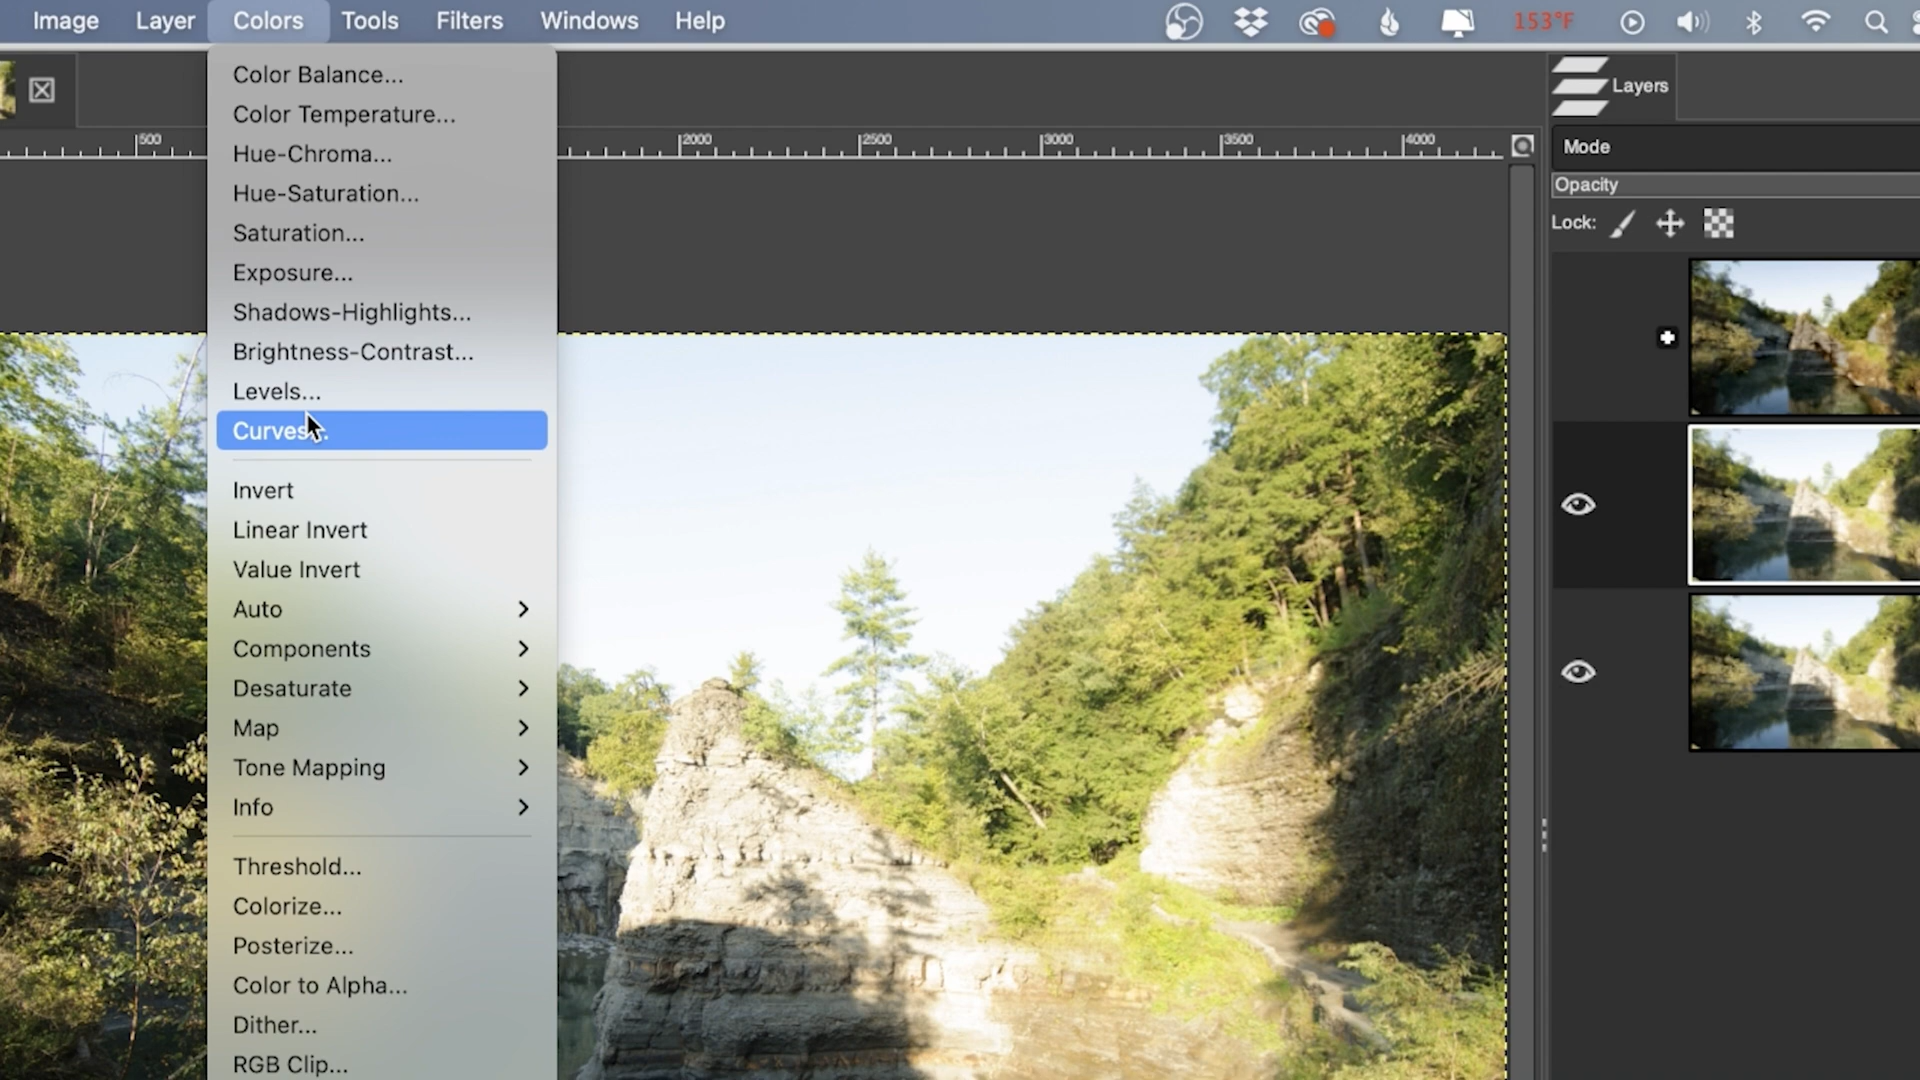 Image Layer Colors Tools Filters Windows Help 153°F
Color Balance...
Color Temperature...
Hue-Chroma...
Hue-Saturation...
Saturation...
Exposure...
Shadows-Highlights...
Brightness-Contrast...
Levels...
Curves...
Invert
Linear Invert
Value Invert
Auto
Components
Desaturate
Map
Tone Mapping
Info
Threshold...
Colorize...
Posterize...
Color to Alpha...
Dither...
RGB Clip...
500 2000 2500 3000 3500 4000
Layers
Mode
Opacity
Lock: